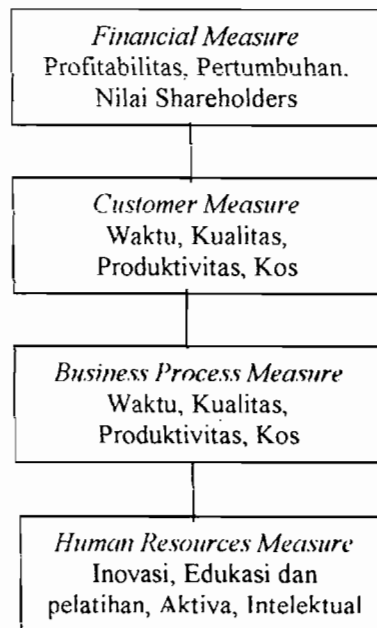 Financial Measure
Profitabilitas, Pertumbuhan.
Nilai Shareholders
Customer Measure
Waktu, Kualitas,
Produktivitas, Kos
Business Process Measure
Waktu, Kualitas,
Produktivitas, Kos
Human Resources Measure
Inovasi, Edukasi dan
pelatihan, Aktiva, Intelektual